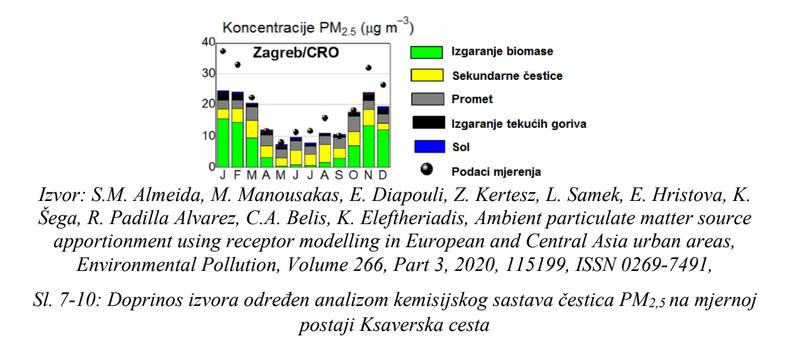 Koncentracije PM2.5 (μg m−3)
40
Zagreb/CRO
30
20
10
0
J F M A M J J A S O N D
Izgaranje biomase
Sekundarne čestice
Promet
Izgaranje tekućih goriva
Sol
Podaci mjerenja
Izvor: S.M. Almeida, M. Manousakas, E. Diapouli, Z. Kertesz, L. Samek, E. Hristova, K.
Šega, R. Padilla Alvarez, C.A. Belis, K. Eleftheriadis, Ambient particulate matter source
apportionment using receptor modelling in European and Central Asia urban areas,
Environmental Pollution, Volume 266, Part 3, 2020, 115199, ISSN 0269-7491,
Sl. 7-10: Doprinos izvora određen analizom kemisijskog sastava čestica PM2,5 na mjernoj
postaji Ksaverska cesta